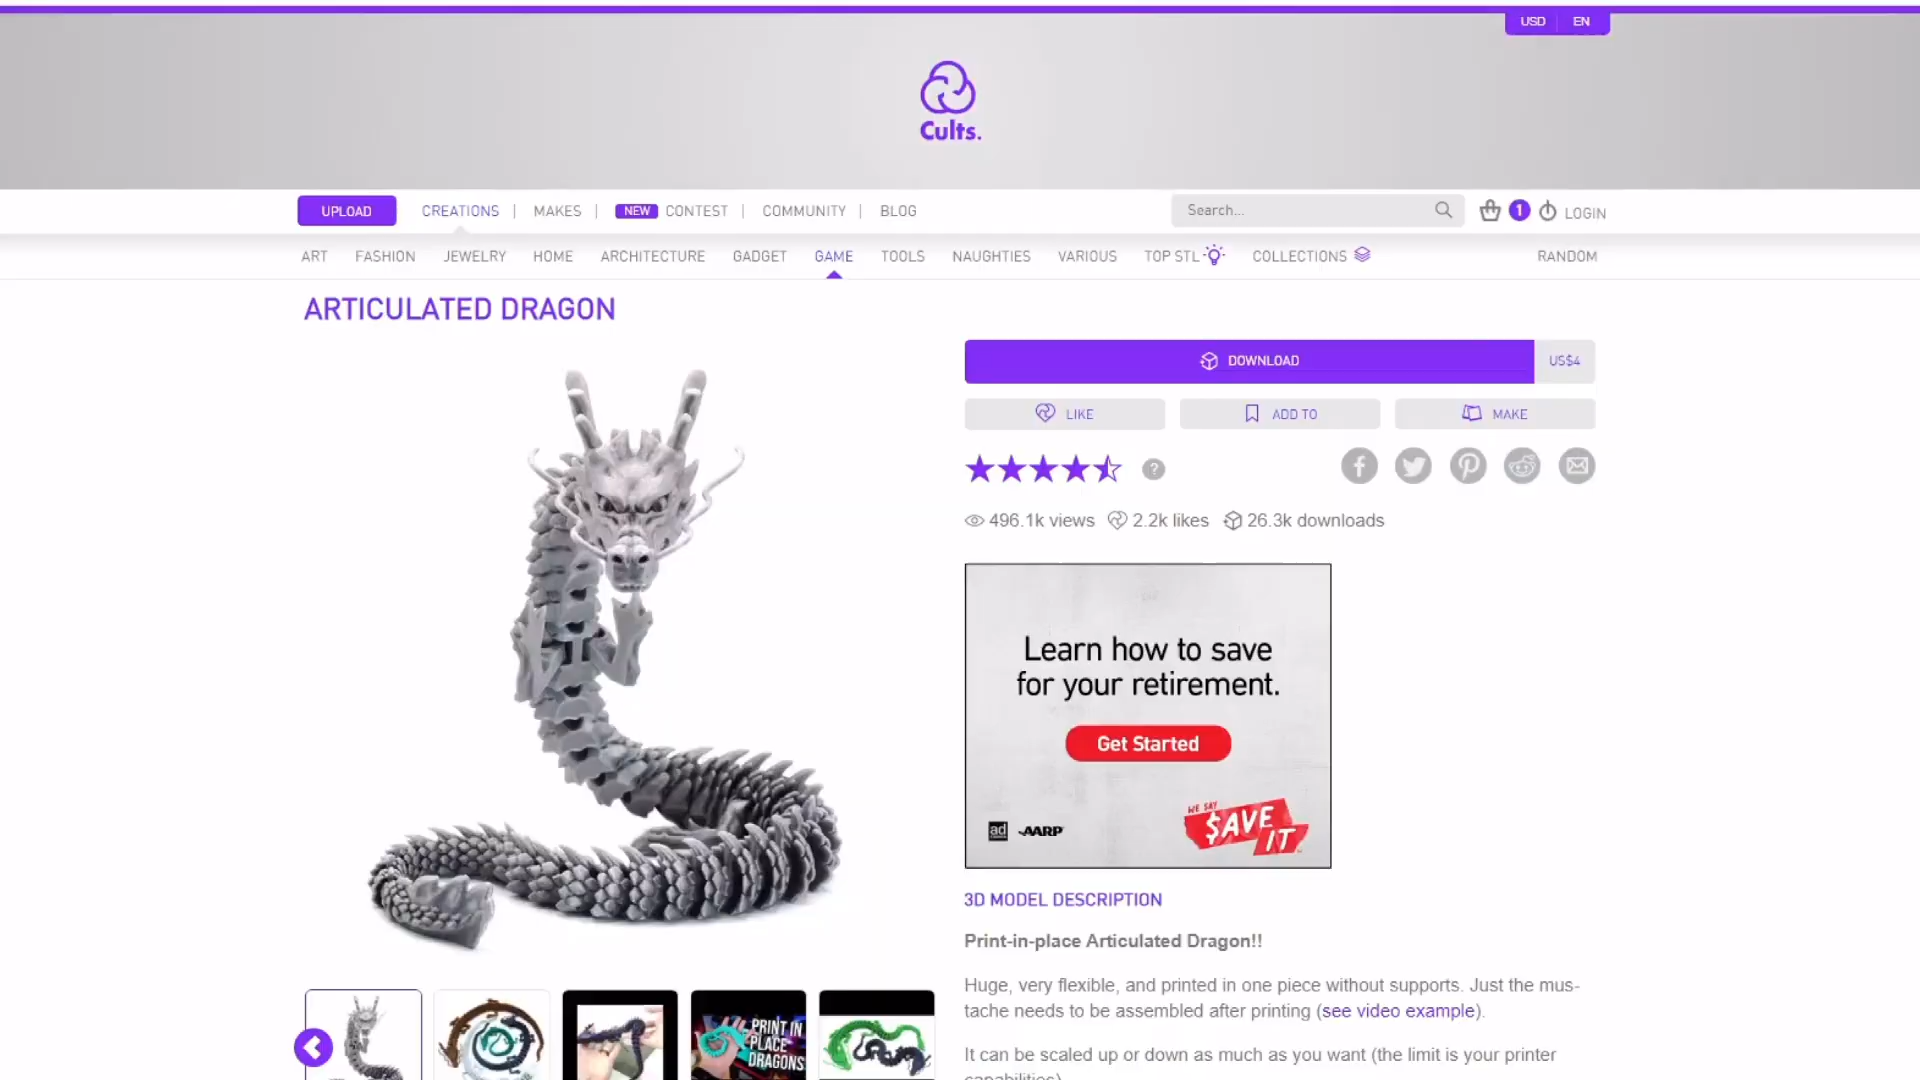 USD EN
Cults.
UPLOAD CREATIONS MAKES NEW CONTEST COMMUNITY BLOG Search... 1 LOGIN
ART FASHION JEWELRY HOME ARCHITECTURE GADGET GAME TOOLS NAUGHTIES VARIOUS TOP STL COLLECTIONS RANDOM
ARTICULATED DRAGON
DOWNLOAD US$4
LIKE ADD TO MAKE
?
496.1k views 2.2k likes 26.3k downloads
Learn how to save
for your retirement.
Get Started
WE SAY
$AVE
IT
ad AARP
3D MODEL DESCRIPTION
Print-in-place Articulated Dragon!!
Huge, very flexible, and printed in one piece without supports. Just the mus-
tache needs to be assembled after printing (see video example).
It can be scaled up or down as much as you want (the limit is your printer
capabilities)
PRINT IN
PLACE
DRAGONS